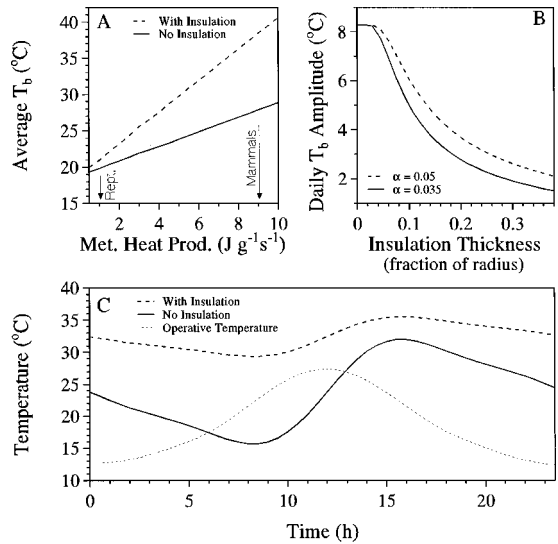 A
With Insulation
No Insulation
Average T_b (°C)
40
35
30
25
20
15
Rept.
Mammals
2 4 6 8 10
Met. Heat Prod. (J g⁻¹s⁻¹)
B
Daily T_b Amplitude (°C)
8
6
4
2
α = 0.05
α = 0.035
0 0.1 0.2 0.3
Insulation Thickness
(fraction of radius)
C
With Insulation
No Insulation
Operative Temperature
Temperature (°C)
40
35
30
25
20
15
10
0 5 10 15 20
Time (h)